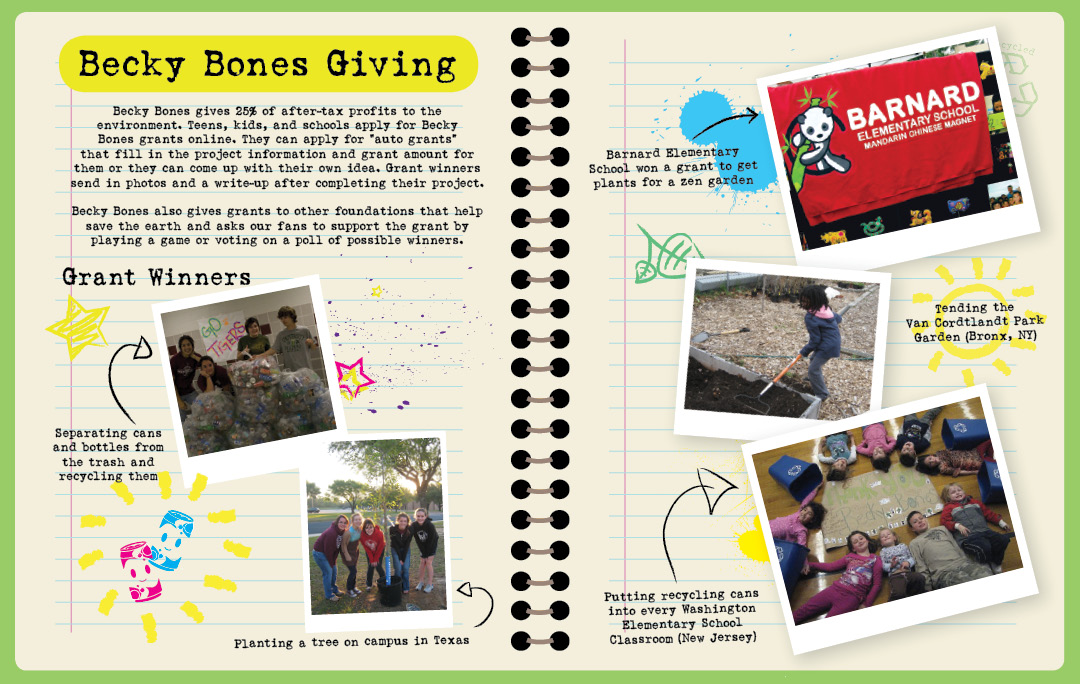 Becky Bones Giving
Becky Bones gives 25% of after-tax profits to the
environment. Teens, kids, and schools apply for Becky
Bones grants online. They can apply for "auto grants"
that fill in the project information and grant amount for
them or they can come up with their own idea. Grant winners
send in photos and a write-up after completing their project.
Becky Bones also gives grants to other foundations that help
save the earth and asks our fans to support the grant by
playing a game or voting on a poll of possible winners.
Grant Winners
GO
TIGERS
Separating cans
and bottles from
the trash and
recycling them
Planting a tree on campus in Texas
Barnard Elementary
School won a grant to get
plants for a zen garden
BARNARD
ELEMENTARY SCHOOL
MANDARIN CHINESE MAGNET
Tending the
Van Cordtlandt Park
Garden (Bronx, NY)
Putting recycling cans
into every Washington
Elementary School
Classroom (New Jersey)